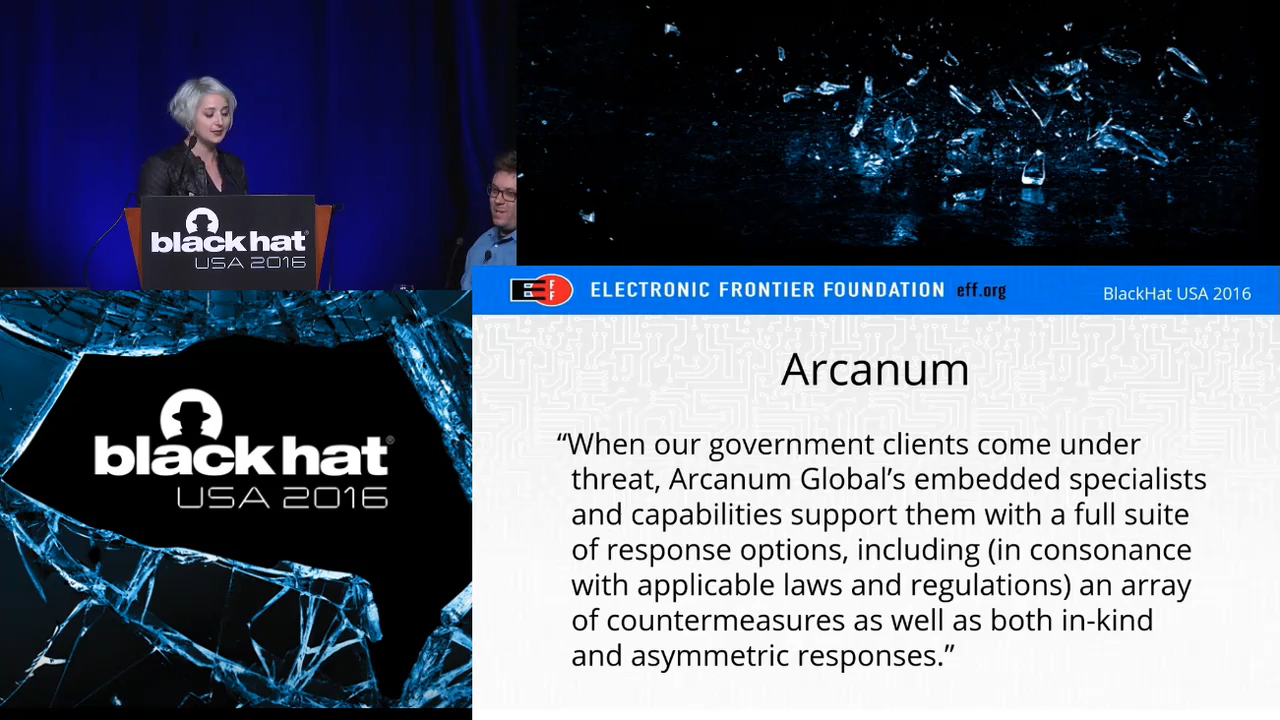 black hat
USA 2016
EFF
ELECTRONIC FRONTIER FOUNDATION eff.org
BlackHat USA 2016
black hat®
USA 2016
Arcanum
“When our government clients come under
threat, Arcanum Global’s embedded specialists
and capabilities support them with a full suite
of response options, including (in consonance
with applicable laws and regulations) an array
of countermeasures as well as both in-kind
and asymmetric responses.”